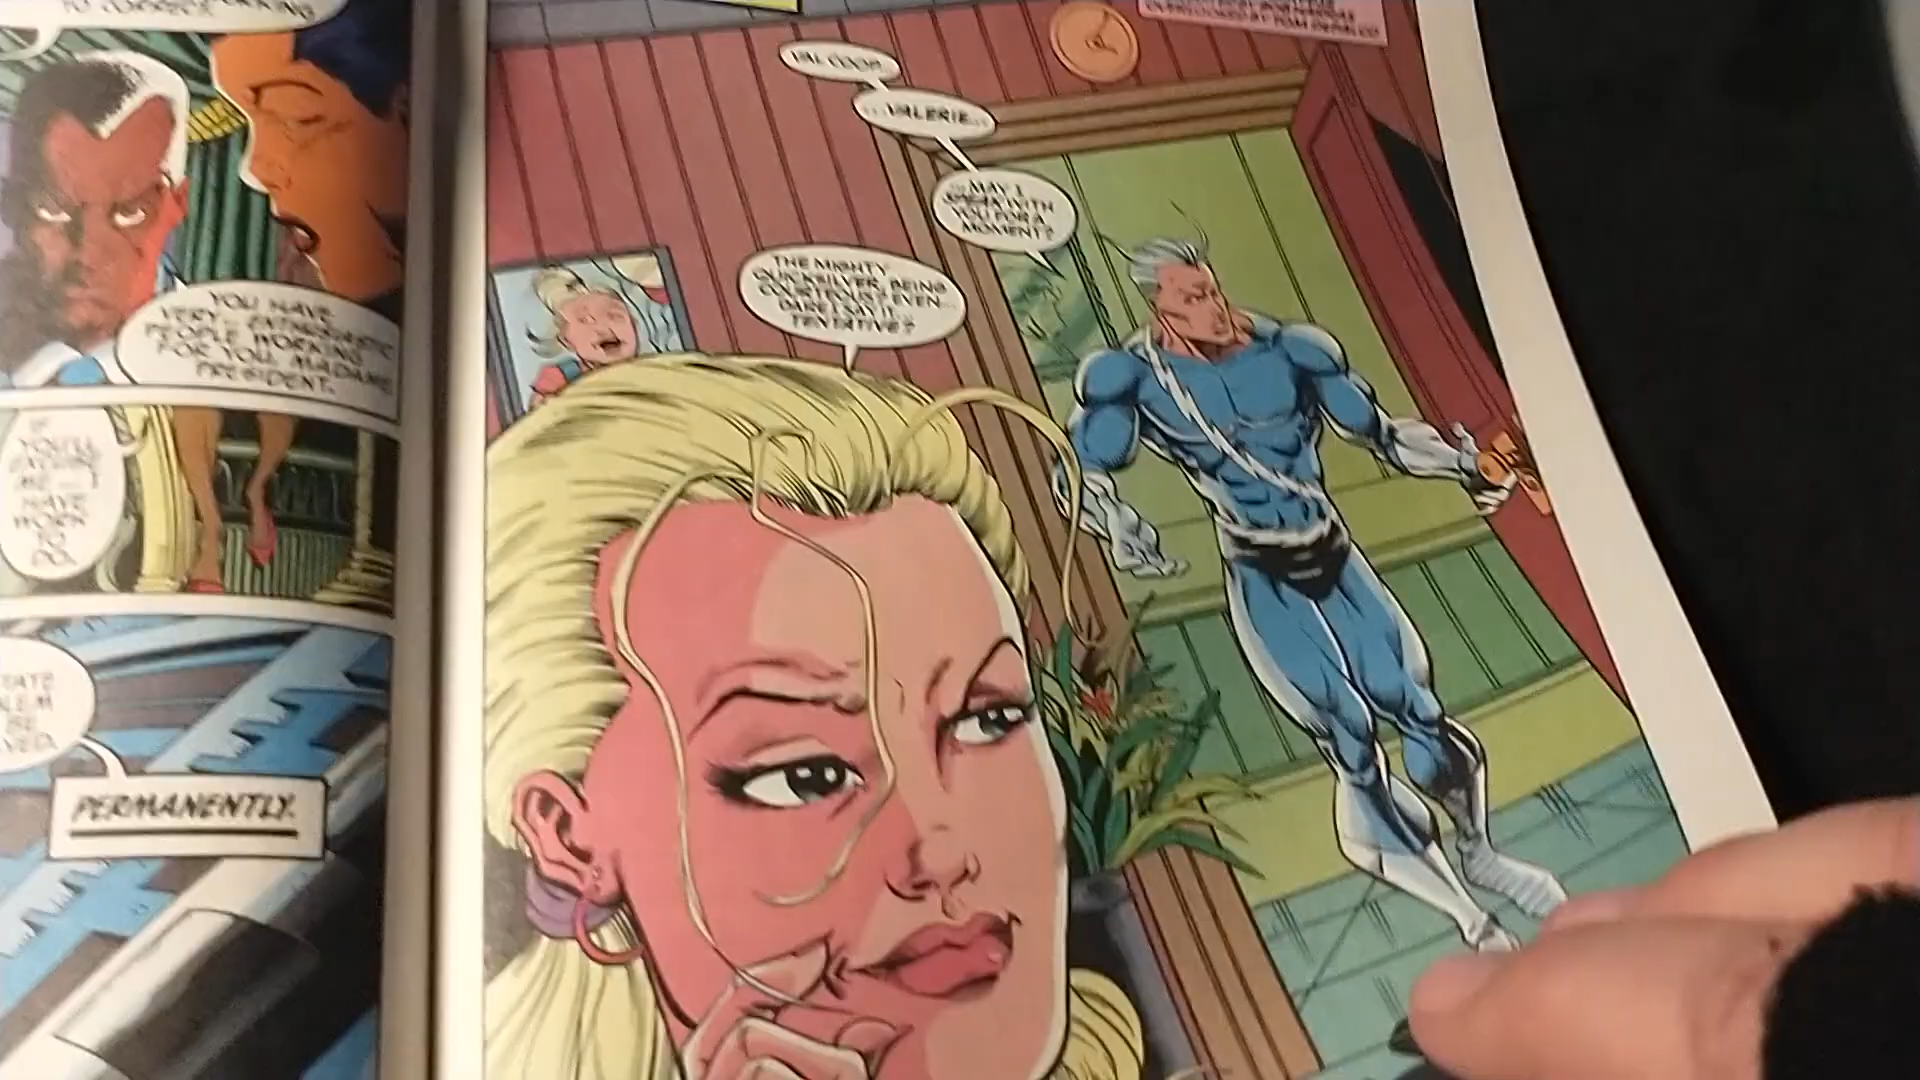 TO CORRECT.
YOU HAVE
VERY ENTHUSIASTIC
PEOPLE WORKING
FOR YOU, MADAME
PRESIDENT.
IF
YOU'LL
EXCUSE
ME -- I
HAVE
WORK
TO
DO.
PERMANENTLY.
VAL COOP..
...VALERIE...
...MAY I
SPEAK WITH
YOU FOR A
MOMENT?
THE MIGHTY
QUICKSILVER, BEING
COURTEOUS? EVEN...
DARE I SAY IT...
TENTATIVE?